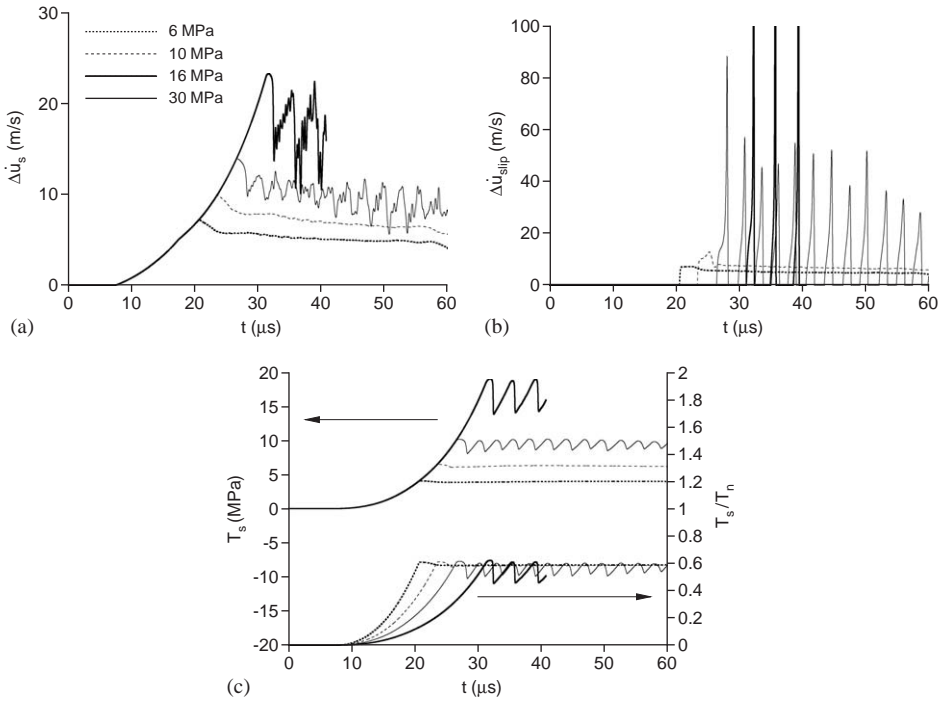 30
20
10
0
Δu̇s (m/s)
6 MPa
10 MPa
16 MPa
30 MPa
0 10 20 30 40 50 60
t (μs)
(a)
100
80
60
40
20
0
Δu̇slip (m/s)
0 10 20 30 40 50 60
t (μs)
(b)
20
15
10
5
0
-5
-10
-15
-20
Ts (MPa)
2
1.8
1.6
1.4
1.2
1
0.8
0.6
0.4
0.2
0
Ts/Tn
0 10 20 30 40 50 60
t (μs)
(c)